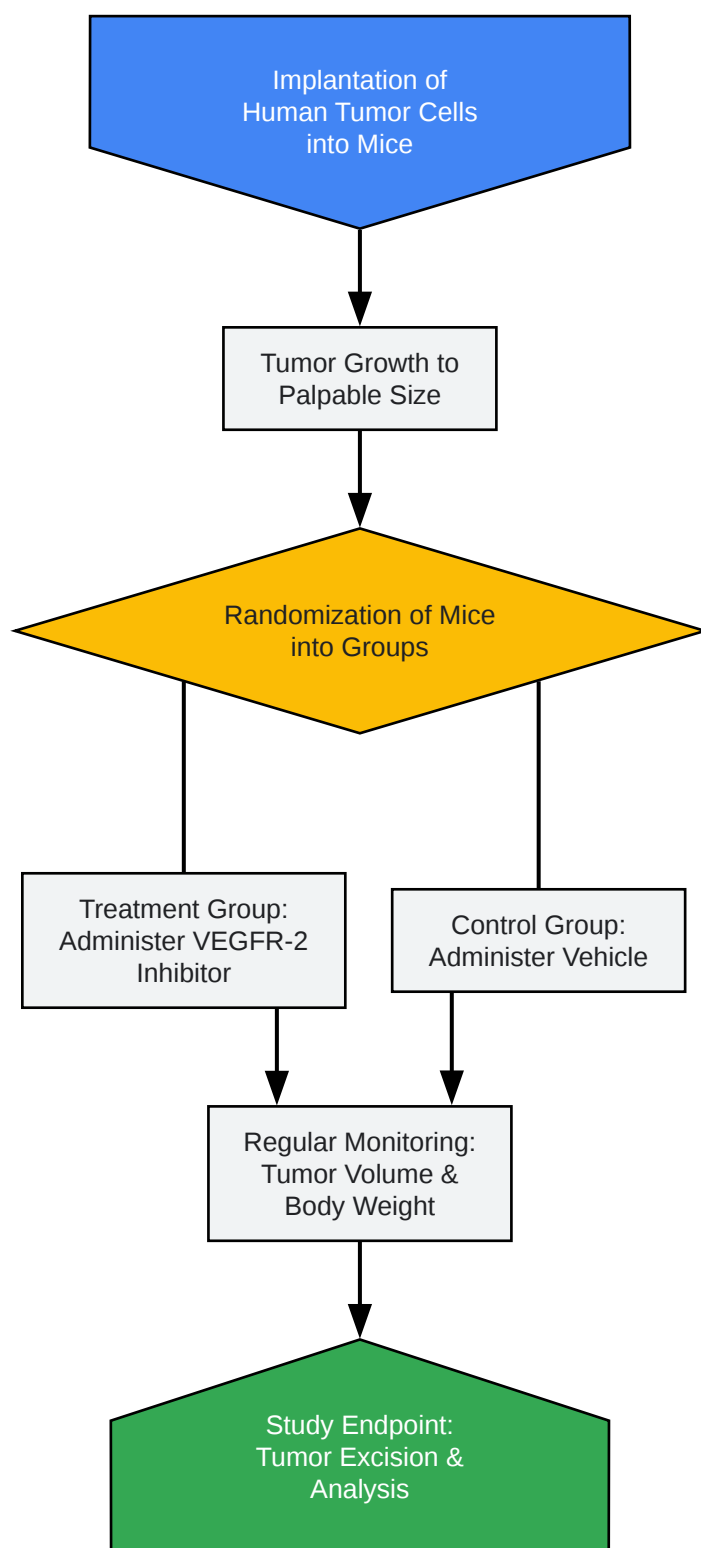 Implantation of
Human Tumor Cells
into Mice
Tumor Growth to
Palpable Size
Randomization of Mice
into Groups
Treatment Group:
Administer VEGFR-2
Inhibitor
Control Group:
Administer Vehicle
Regular Monitoring:
Tumor Volume &
Body Weight
Study Endpoint:
Tumor Excision &
Analysis